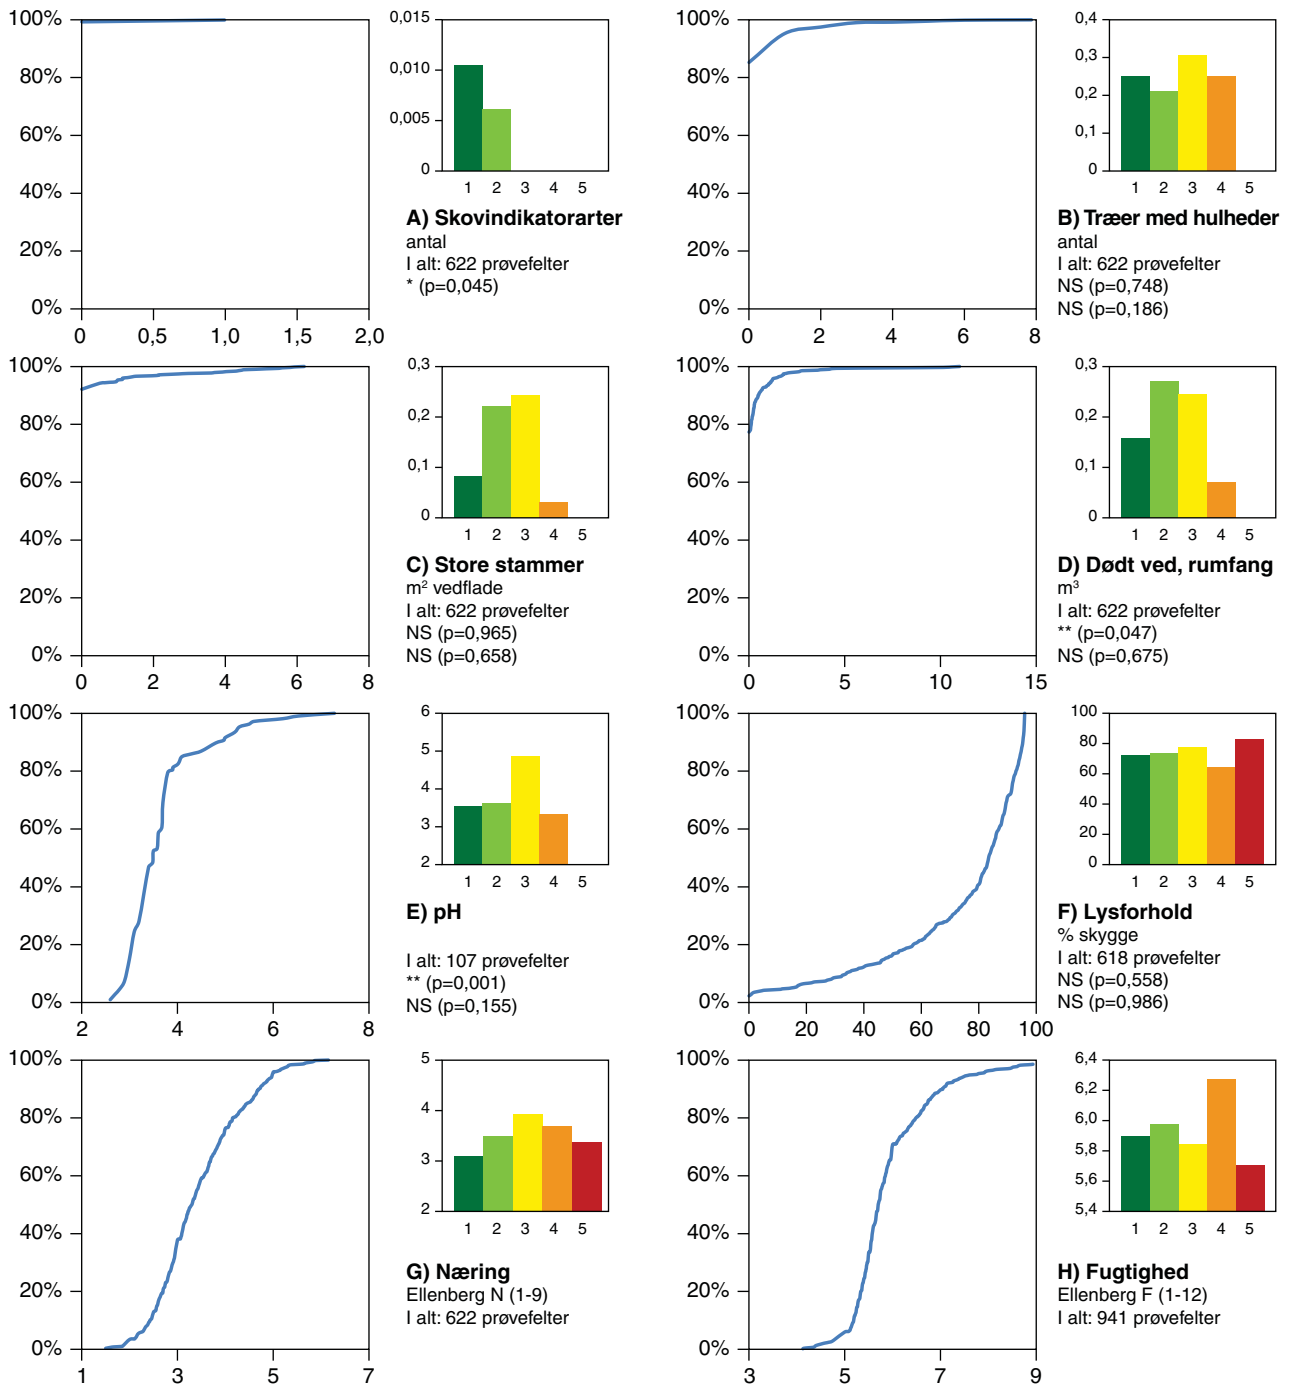 100%
80%
60%
40%
20%
0%
0 0,5 1,0 1,5 2,0
0,015
0,010
0,005
0
1 2 3 4 5
A) Skovindikatorarter
antal
I alt: 622 prøvefelter
* (p=0,045)
100%
80%
60%
40%
20%
0%
0 2 4 6 8
0,4
0,3
0,2
0,1
0
1 2 3 4 5
B) Træer med hulheder
antal
I alt: 622 prøvefelter
NS (p=0,748)
NS (p=0,186)
100%
80%
60%
40%
20%
0%
0 2 4 6 8
0,3
0,2
0,1
0
1 2 3 4 5
C) Store stammer
m² vedflade
I alt: 622 prøvefelter
NS (p=0,965)
NS (p=0,658)
100%
80%
60%
40%
20%
0%
0 5 10 15
0,3
0,2
0,1
0
1 2 3 4 5
D) Dødt ved, rumfang
m³
I alt: 622 prøvefelter
** (p=0,047)
NS (p=0,675)
100%
80%
60%
40%
20%
0%
2 4 6 8
6
5
4
3
2
1 2 3 4 5
E) pH
I alt: 107 prøvefelter
** (p=0,001)
NS (p=0,155)
100%
80%
60%
40%
20%
0%
0 20 40 60 80 100
100
80
60
40
20
0
1 2 3 4 5
F) Lysforhold
% skygge
I alt: 618 prøvefelter
NS (p=0,558)
NS (p=0,986)
100%
80%
60%
40%
20%
0%
1 3 5 7
5
4
3
2
1 2 3 4 5
G) Næring
Ellenberg N (1-9)
I alt: 622 prøvefelter
100%
80%
60%
40%
20%
0%
3 5 7 9
6,4
6,2
6,0
5,8
5,6
5,4
1 2 3 4 5
H) Fugtighed
Ellenberg F (1-12)
I alt: 941 prøvefelter